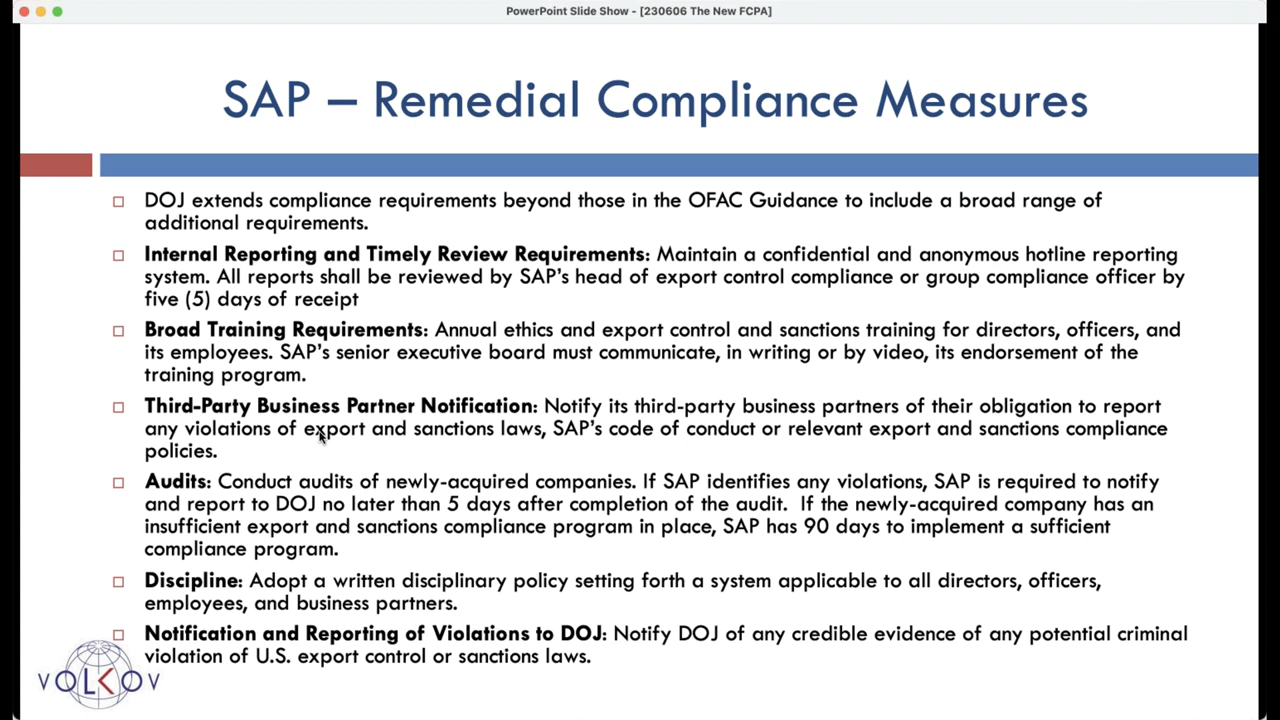 PowerPoint Slide Show - [230606 The New FCPA]
SAP – Remedial Compliance Measures
DOJ extends compliance requirements beyond those in the OFAC Guidance to include a broad range of
additional requirements.
Internal Reporting and Timely Review Requirements: Maintain a confidential and anonymous hotline reporting
system. All reports shall be reviewed by SAP’s head of export control compliance or group compliance officer by
five (5) days of receipt
Broad Training Requirements: Annual ethics and export control and sanctions training for directors, officers, and
its employees. SAP’s senior executive board must communicate, in writing or by video, its endorsement of the
training program.
Third-Party Business Partner Notification: Notify its third-party business partners of their obligation to report
any violations of export and sanctions laws, SAP’s code of conduct or relevant export and sanctions compliance
policies.
Audits: Conduct audits of newly-acquired companies. If SAP identifies any violations, SAP is required to notify
and report to DOJ no later than 5 days after completion of the audit.  If the newly-acquired company has an
insufficient export and sanctions compliance program in place, SAP has 90 days to implement a sufficient
compliance program.
Discipline: Adopt a written disciplinary policy setting forth a system applicable to all directors, officers,
employees, and business partners.
Notification and Reporting of Violations to DOJ: Notify DOJ of any credible evidence of any potential criminal
violation of U.S. export control or sanctions laws.
VOLKOV